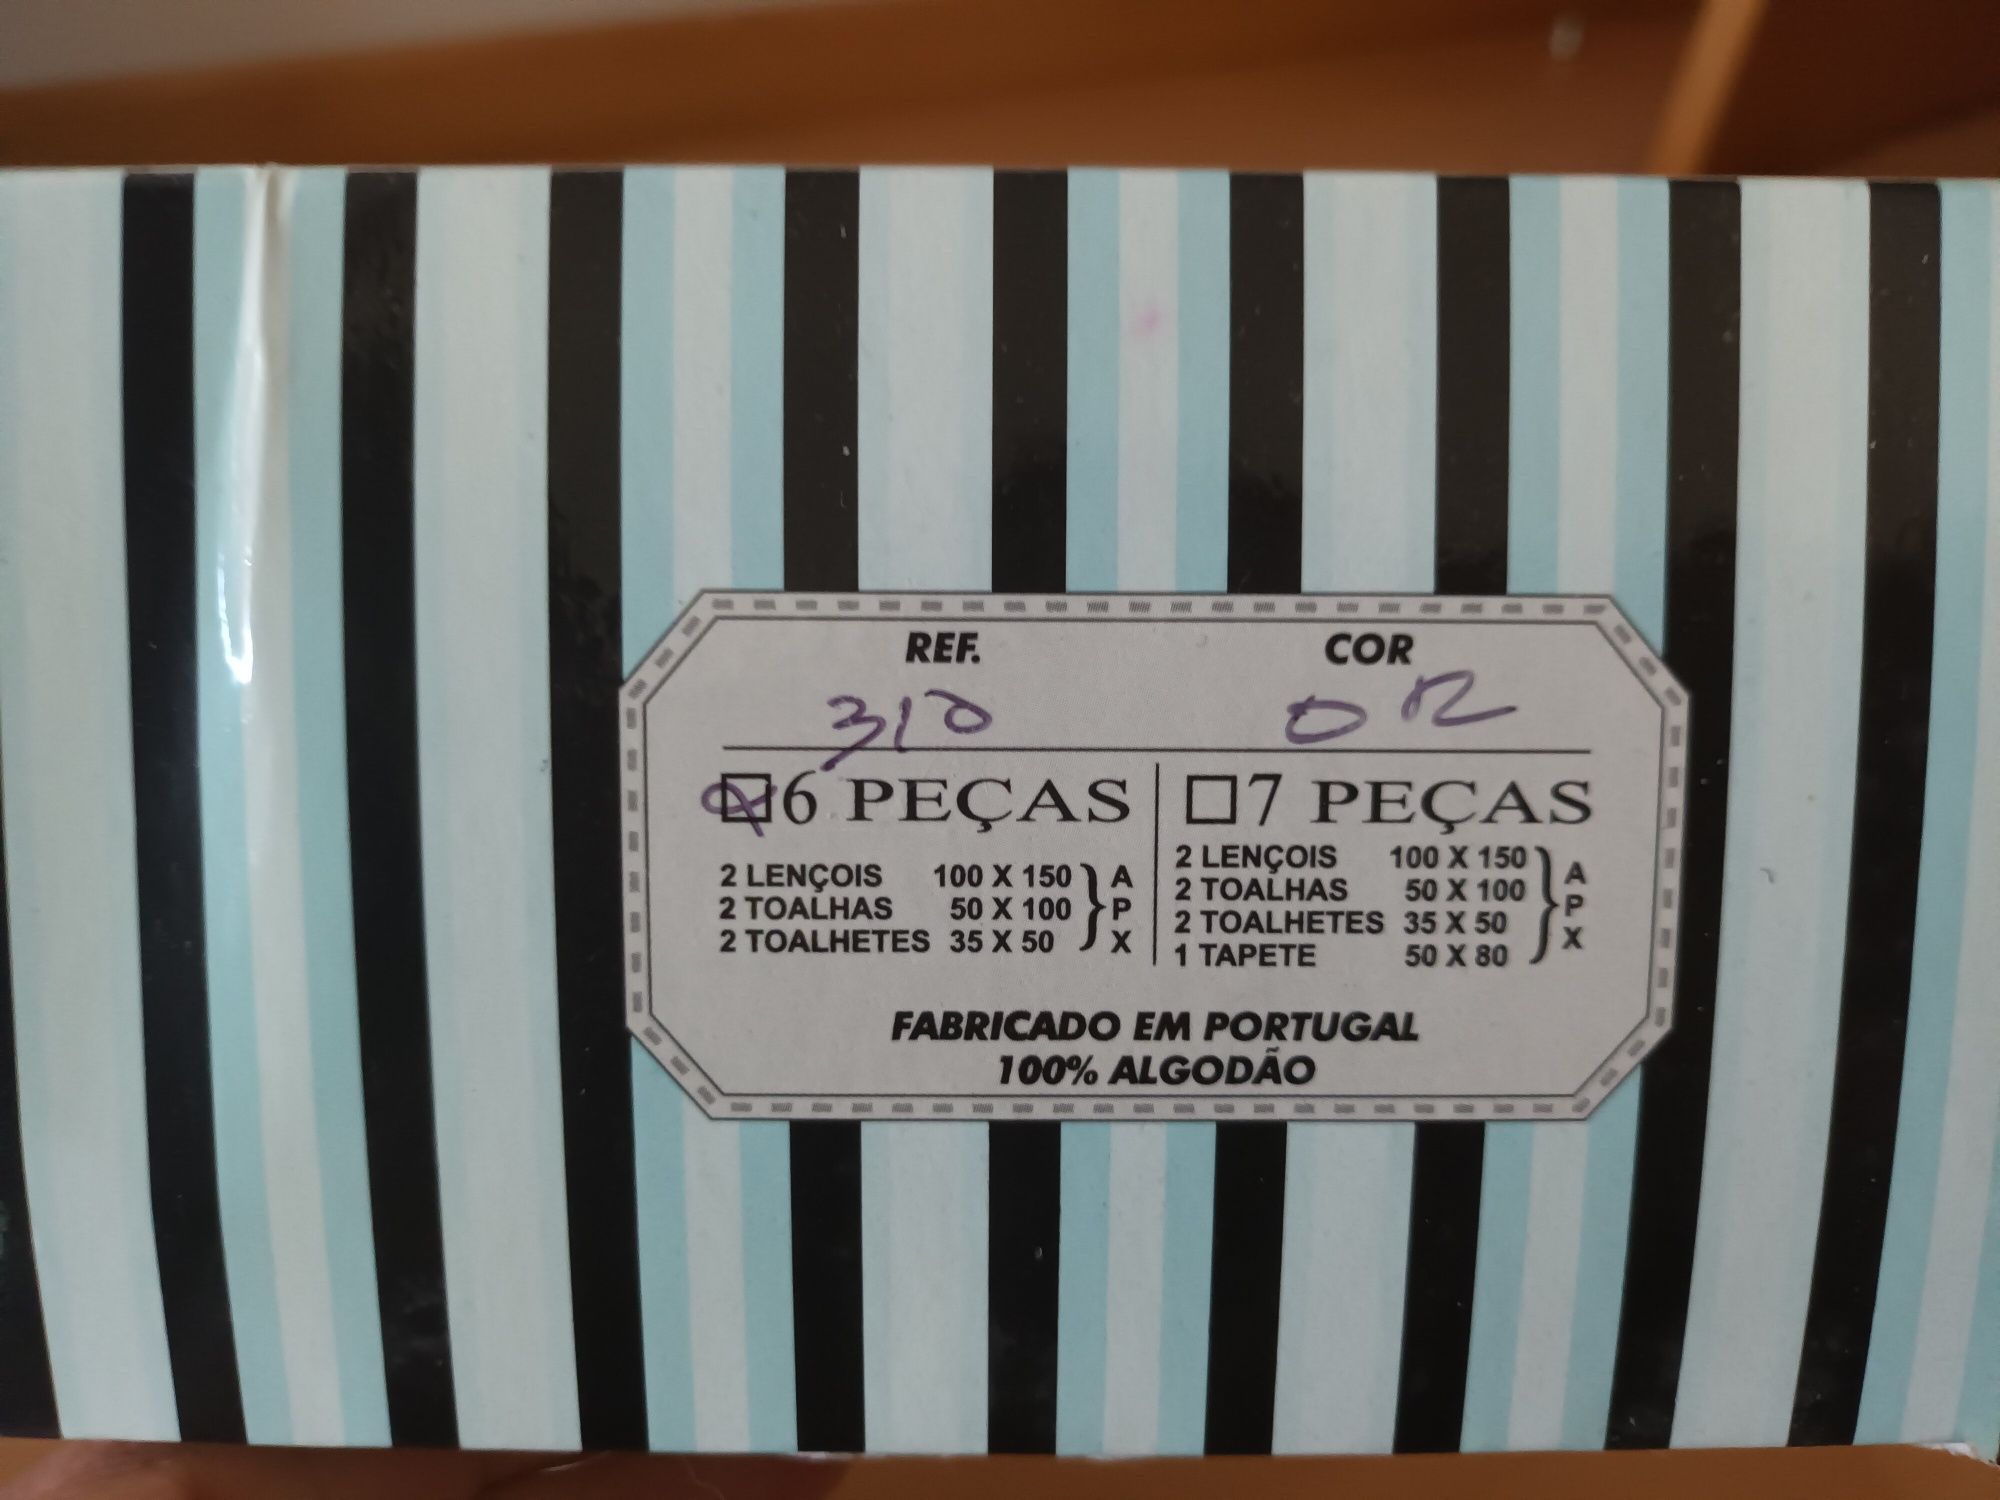 REF. COR
310
6 PEÇAS
2 LENÇOIS 100 X 150
2 TOALHAS 50 X 100
2 TOALHETES 35 X 50
A
P
X
7 PEÇAS
2 LENÇOIS 100 X 150
2 TOALHAS 50 X 100
2 TOALHETES 35 X 50
1 TAPETE 50 X 80
A
P
X
FABRICADO EM PORTUGAL
100% ALGODÃO